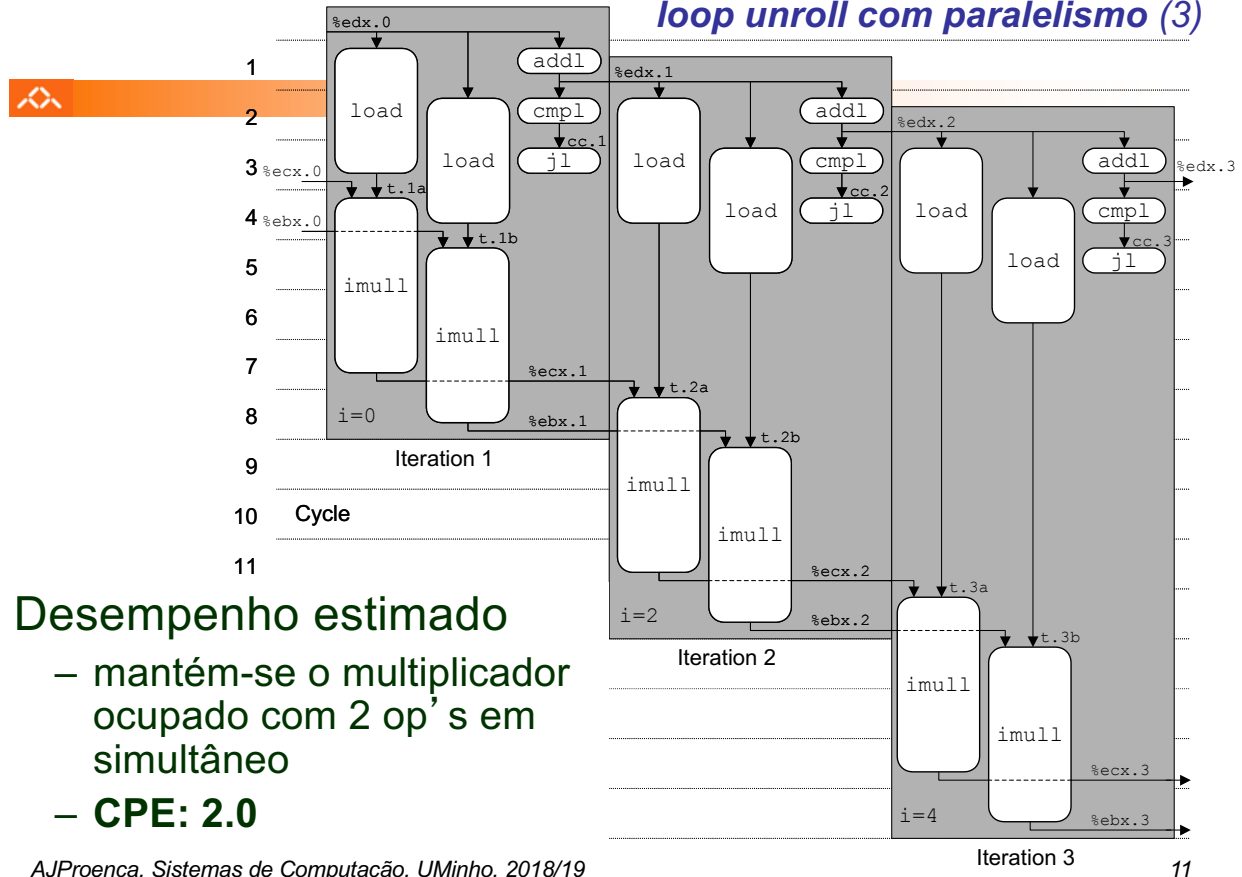 loop unroll com paralelismo (3)
%edx.0
1
addl
%edx.1
2
load
load
cmpl
cc.1
jl
load
load
addl
cmpl
cc.2
jl
%edx.2
load
load
addl
cmpl
cc.3
jl
%edx.3
3
%ecx.0
t.1a
4
%ebx.0
t.1b
5
imull
6
imull
7
%ecx.1
t.2a
8
i=0
%ebx.1
t.2b
Iteration 1
9
imull
10
Cycle
imull
11
%ecx.2
t.3a
i=2
%ebx.2
t.3b
Iteration 2
imull
imull
%ecx.3
i=4
%ebx.3
Iteration 3
Desempenho estimado
– mantém-se o multiplicador
ocupado com 2 op's em
simultâneo
– CPE: 2.0
AJProença, Sistemas de Computação, UMinho, 2018/19
11